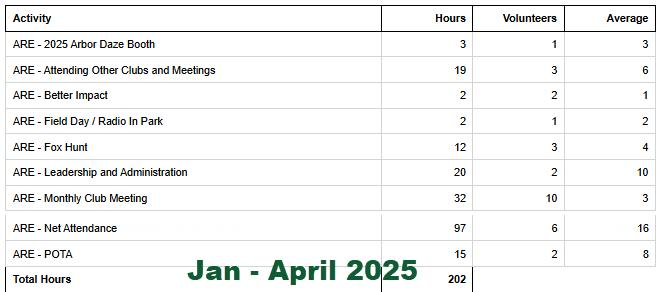 Activity Hours Volunteers Average
ARE - 2025 Arbor Daze Booth 3 1 3
ARE - Attending Other Clubs and Meetings 19 3 6
ARE - Better Impact 2 2 1
ARE - Field Day / Radio In Park 2 1 2
ARE - Fox Hunt 12 3 4
ARE - Leadership and Administration 20 2 10
ARE - Monthly Club Meeting 32 10 3
ARE - Net Attendance 97 6 16
ARE - POTA 15 2 8
Jan - April 2025
Total Hours 202